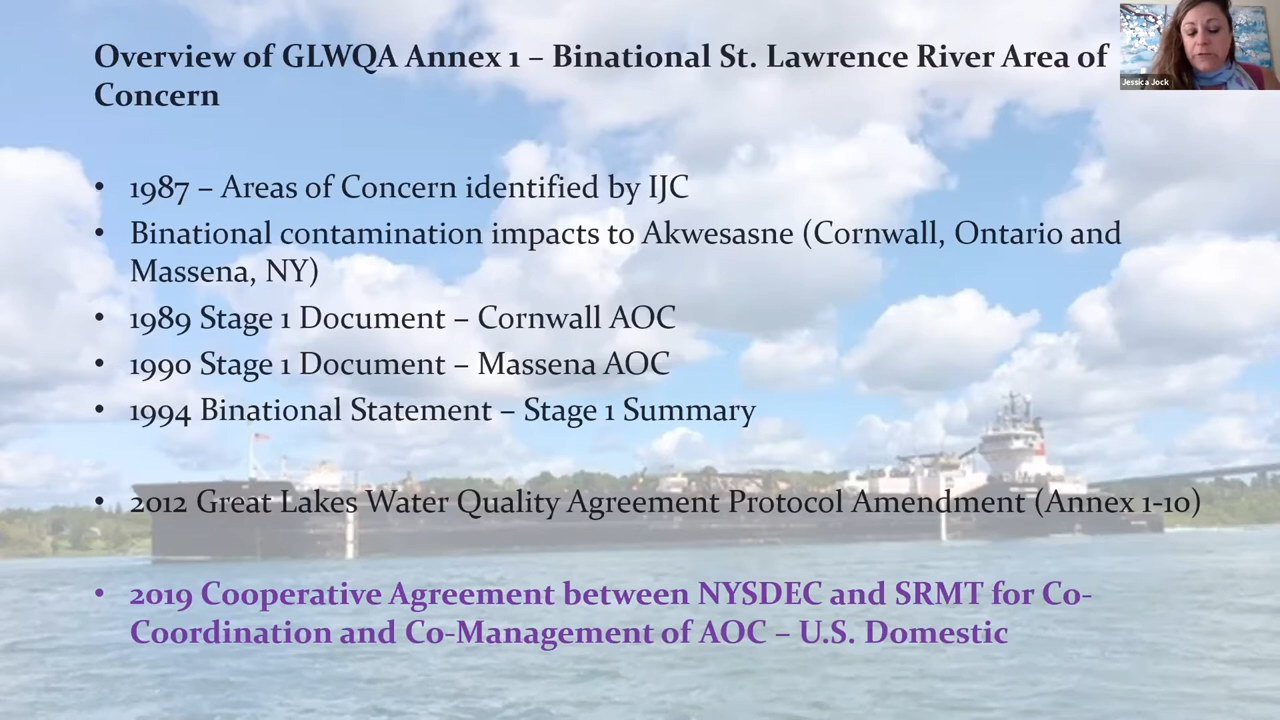 Overview of GLWQA Annex 1 – Binational St. Lawrence River Area of
Concern
Jessica Jock
• 1987 – Areas of Concern identified by IJC
• Binational contamination impacts to Akwesasne (Cornwall, Ontario and
Massena, NY)
• 1989 Stage 1 Document – Cornwall AOC
• 1990 Stage 1 Document – Massena AOC
• 1994 Binational Statement – Stage 1 Summary
• 2012 Great Lakes Water Quality Agreement Protocol Amendment (Annex 1-10)
• 2019 Cooperative Agreement between NYSDEC and SRMT for Co-
Coordination and Co-Management of AOC – U.S. Domestic